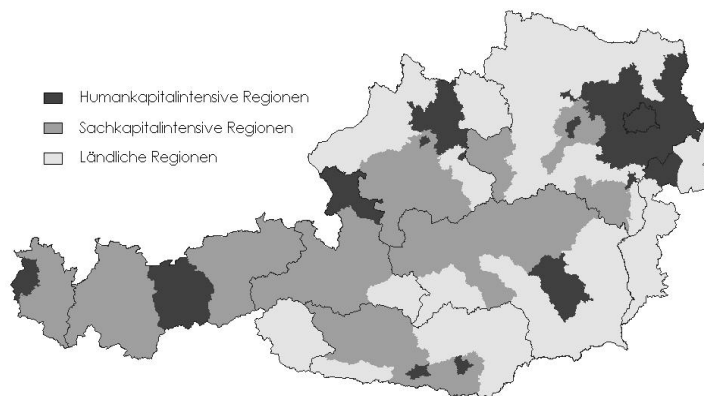 Humankapitalintensive Regionen
Sachkapitalintensive Regionen
Ländliche Regionen